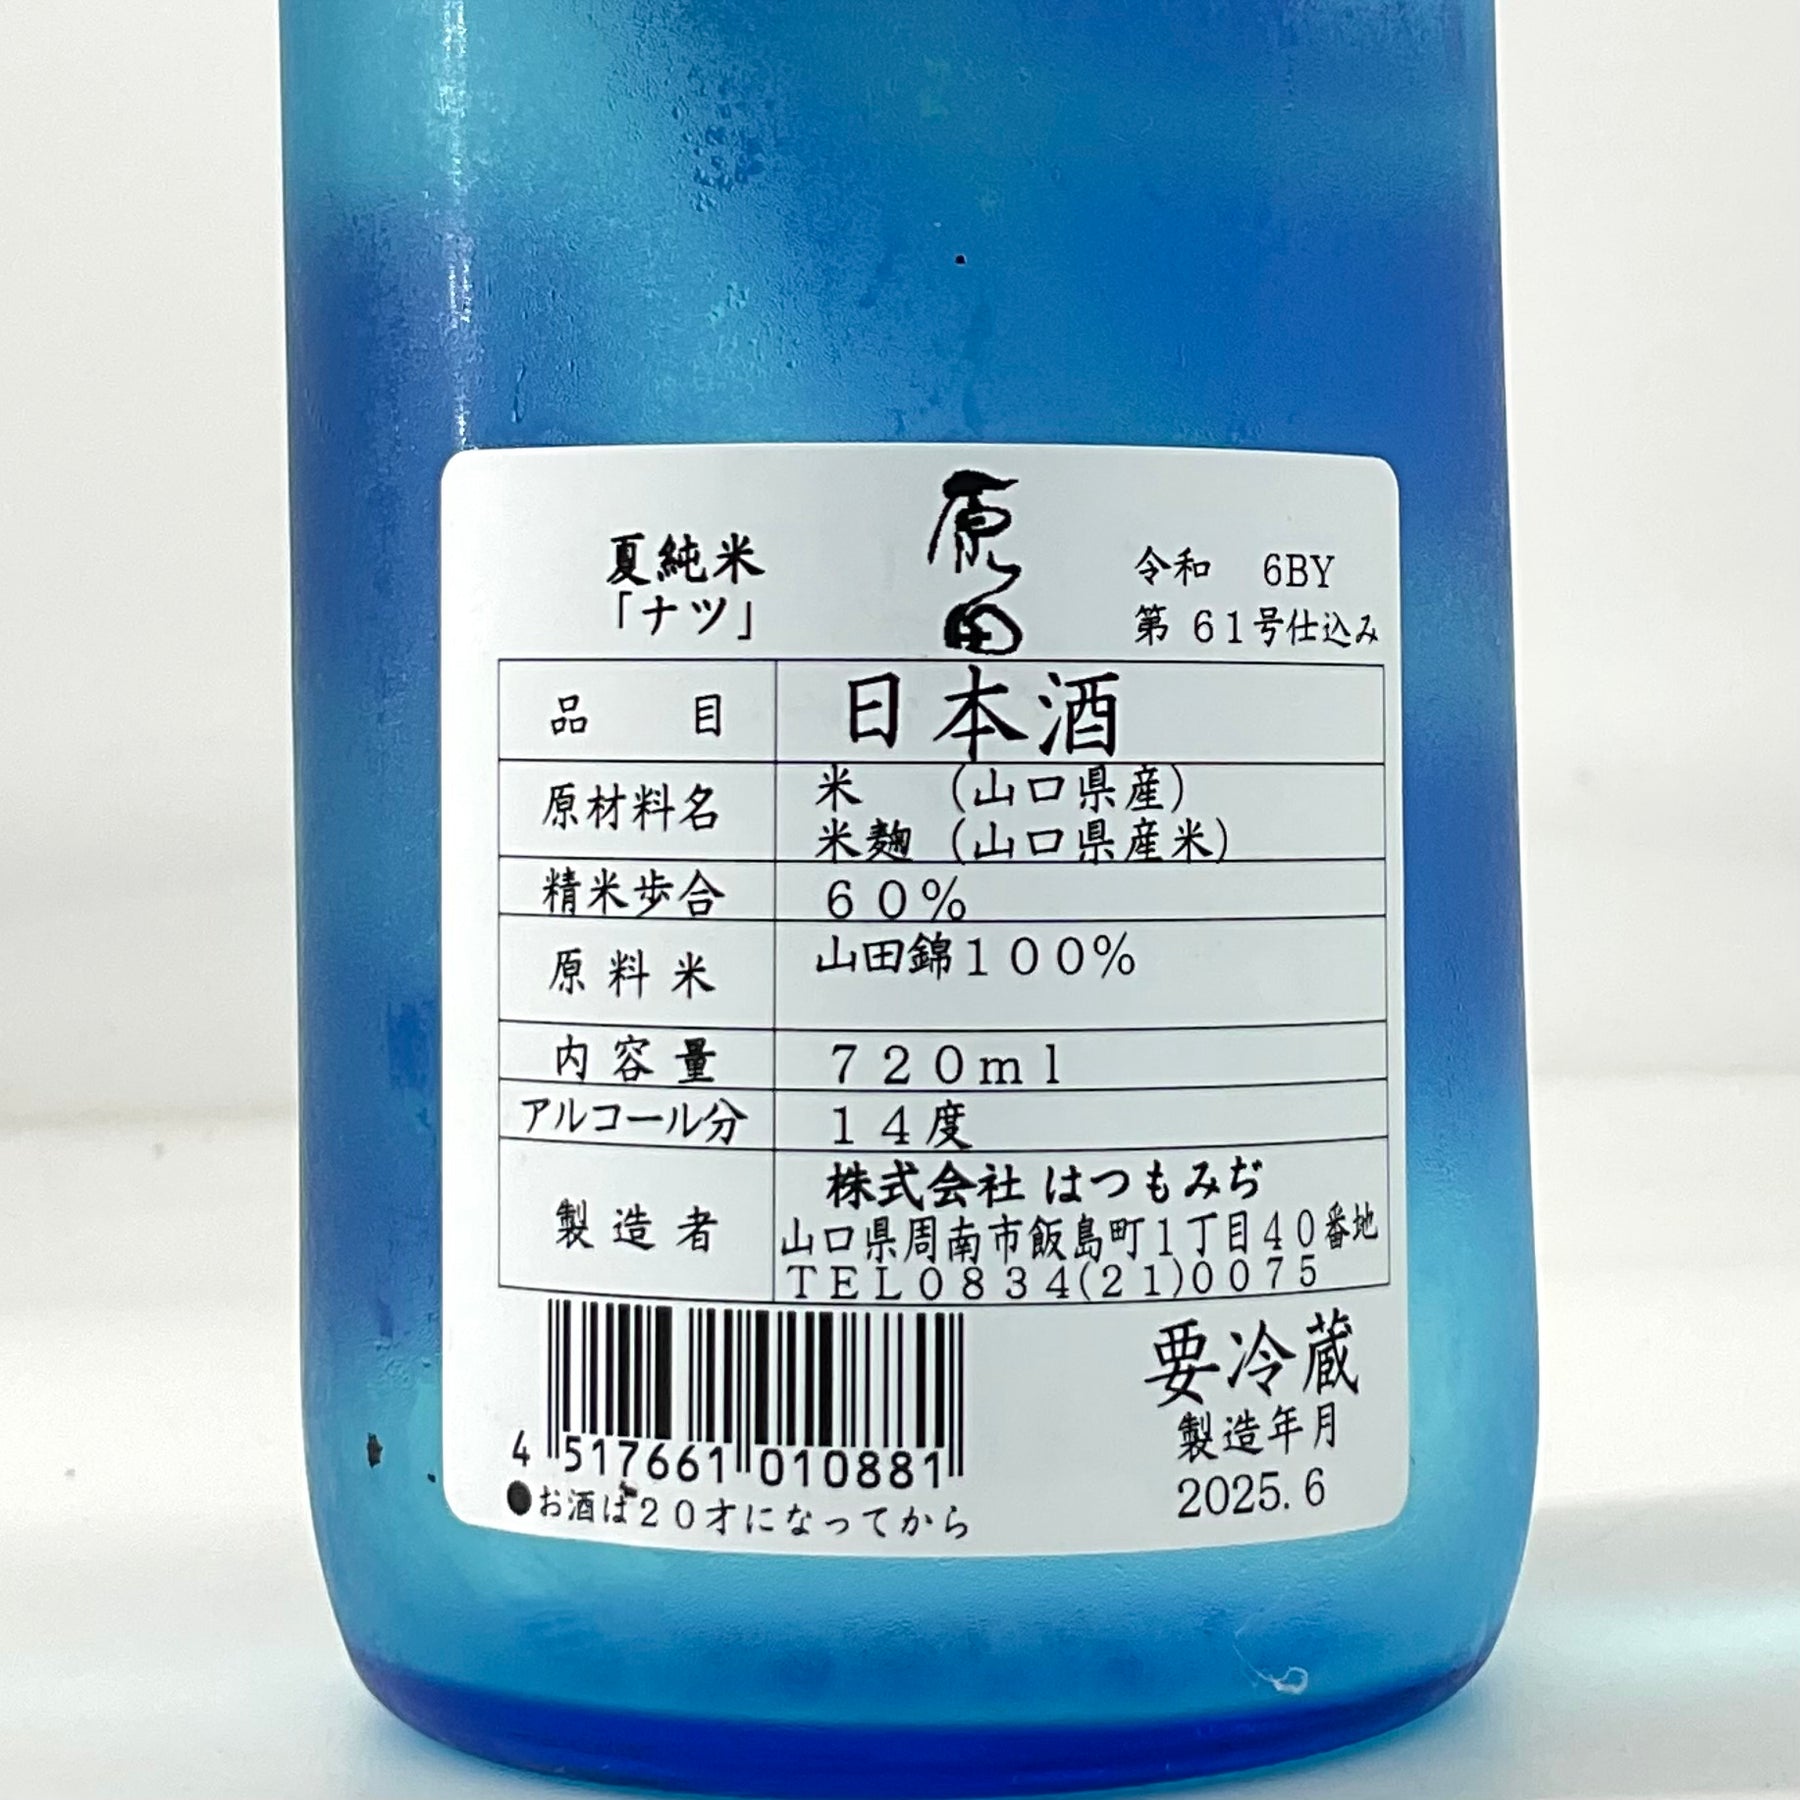 原田
夏純米
「ナツ」
令和 6BY
第 61号仕込み
品 目 日本酒
原材料名 米 (山口県産)
米麹 (山口県産米)
精米歩合 60%
原料米 山田錦100%
内容量 720ml
アルコール分 14度
製造者 株式会社 はつもみぢ
山口県周南市飯島町1丁目40番地
TEL0834(21)0075
4 517661 010881
●お酒は20才になってから
要冷蔵
製造年月
2025.6